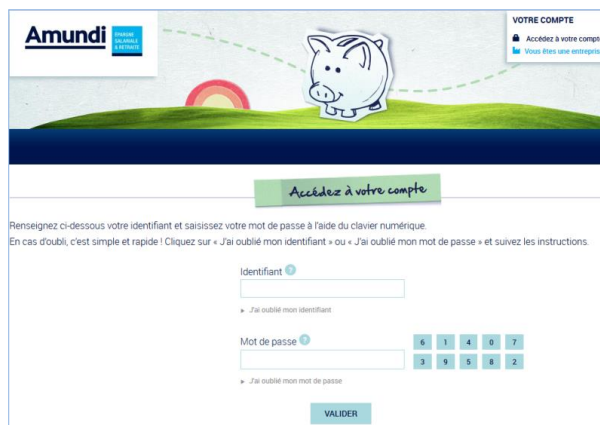 Amundi
ÉPARGNE
SALARIALE
& RETRAITE
VOTRE COMPTE
Accédez à votre compte
Vous êtes une entrepris
Accédez à votre compte
Renseignez ci-dessous votre identifiant et saisissez votre mot de passe à l'aide du clavier numérique.
En cas d'oubli, c'est simple et rapide ! Cliquez sur « J'ai oublié mon identifiant » ou « J'ai oublié mon mot de passe » et suivez les instructions.
Identifiant ?
J'ai oublié mon identifiant
Mot de passe ?
6 1 4 0 7
3 9 5 8 2
J'ai oublié mon mot de passe
VALIDER